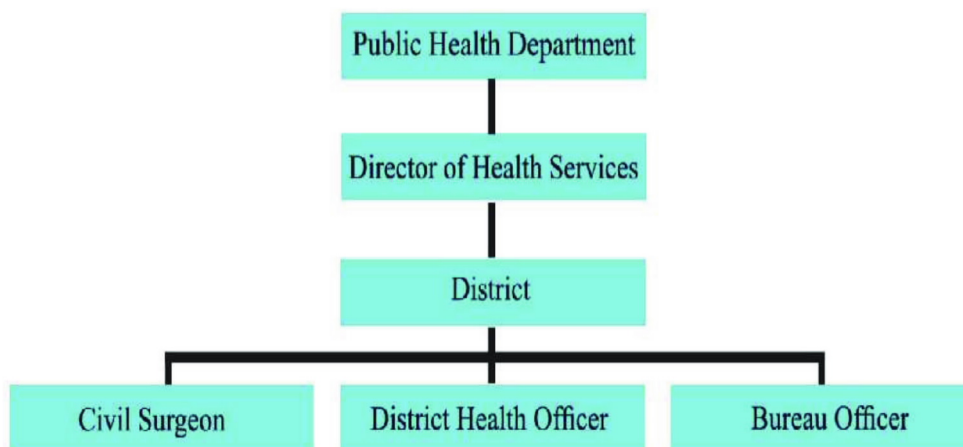 Public Health Department
Director of Health Services
District
Civil Surgeon
District Health Officer
Bureau Officer